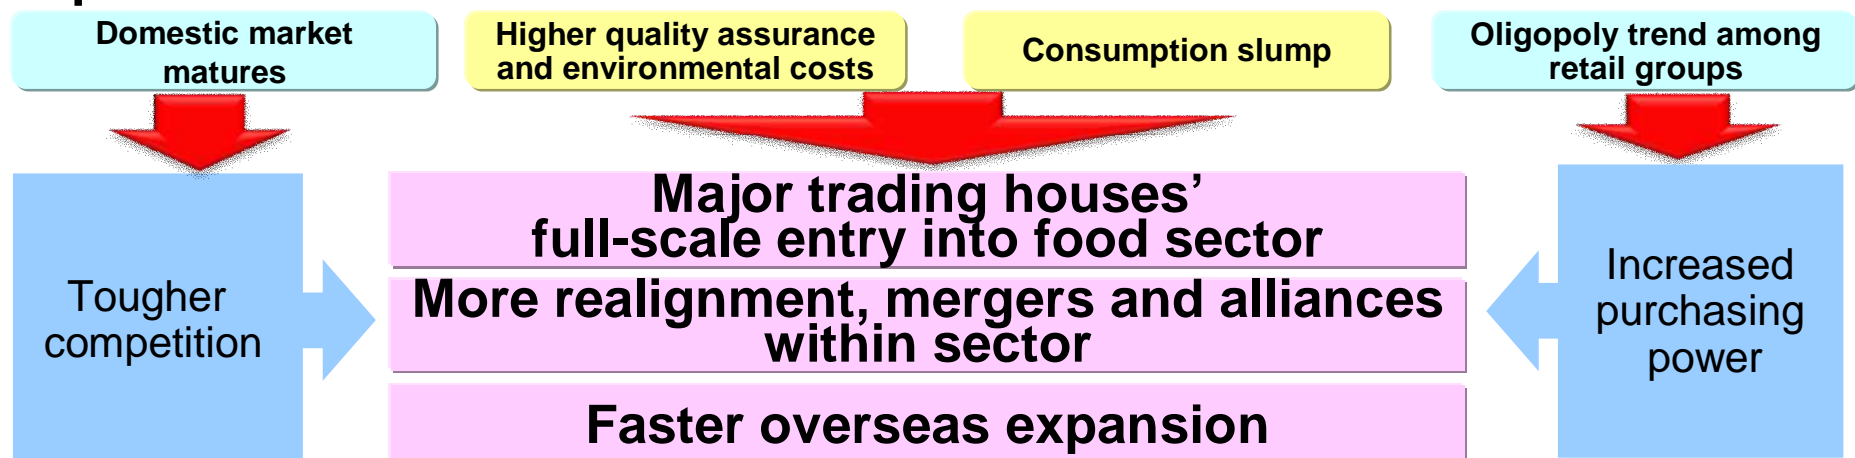 Domestic market
matures
Higher quality assurance
and environmental costs
Consumption slump
Oligopoly trend among
retail groups
Tougher
competition
Major trading houses’
full-scale entry into food sector
More realignment, mergers and alliances
within sector
Faster overseas expansion
Increased
purchasing
power